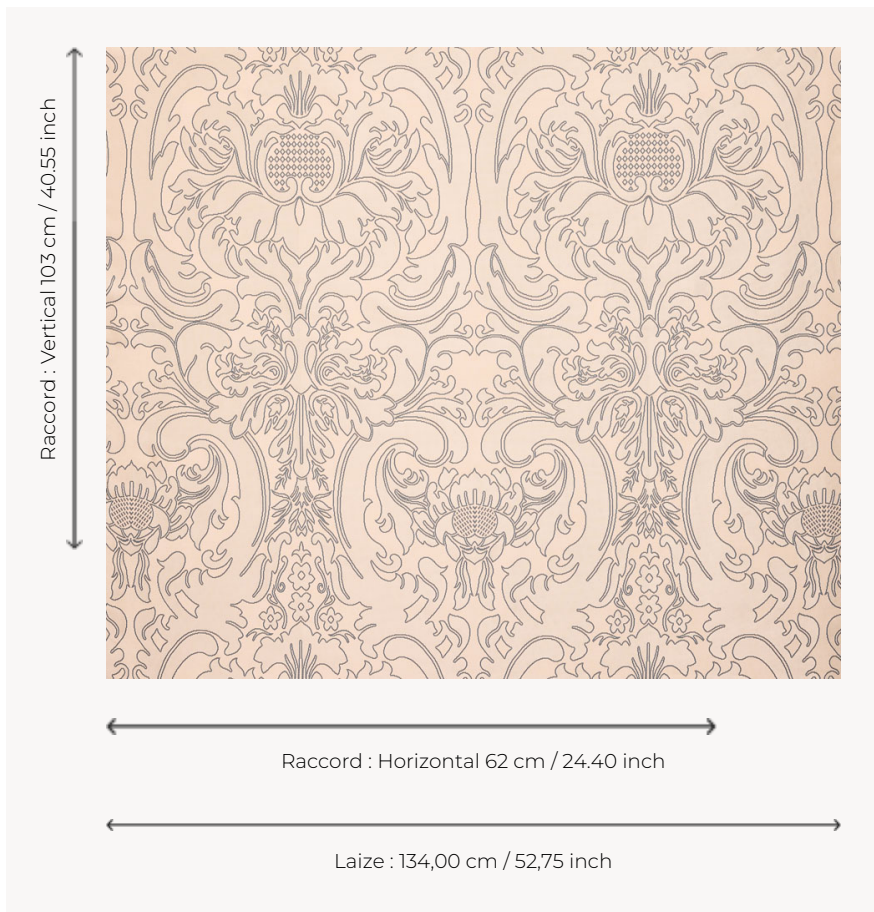 Raccord : Vertical 103 cm / 40.55 inch
Raccord : Horizontal 62 cm / 24.40 inch
Laize : 134,00 cm / 52,75 inch